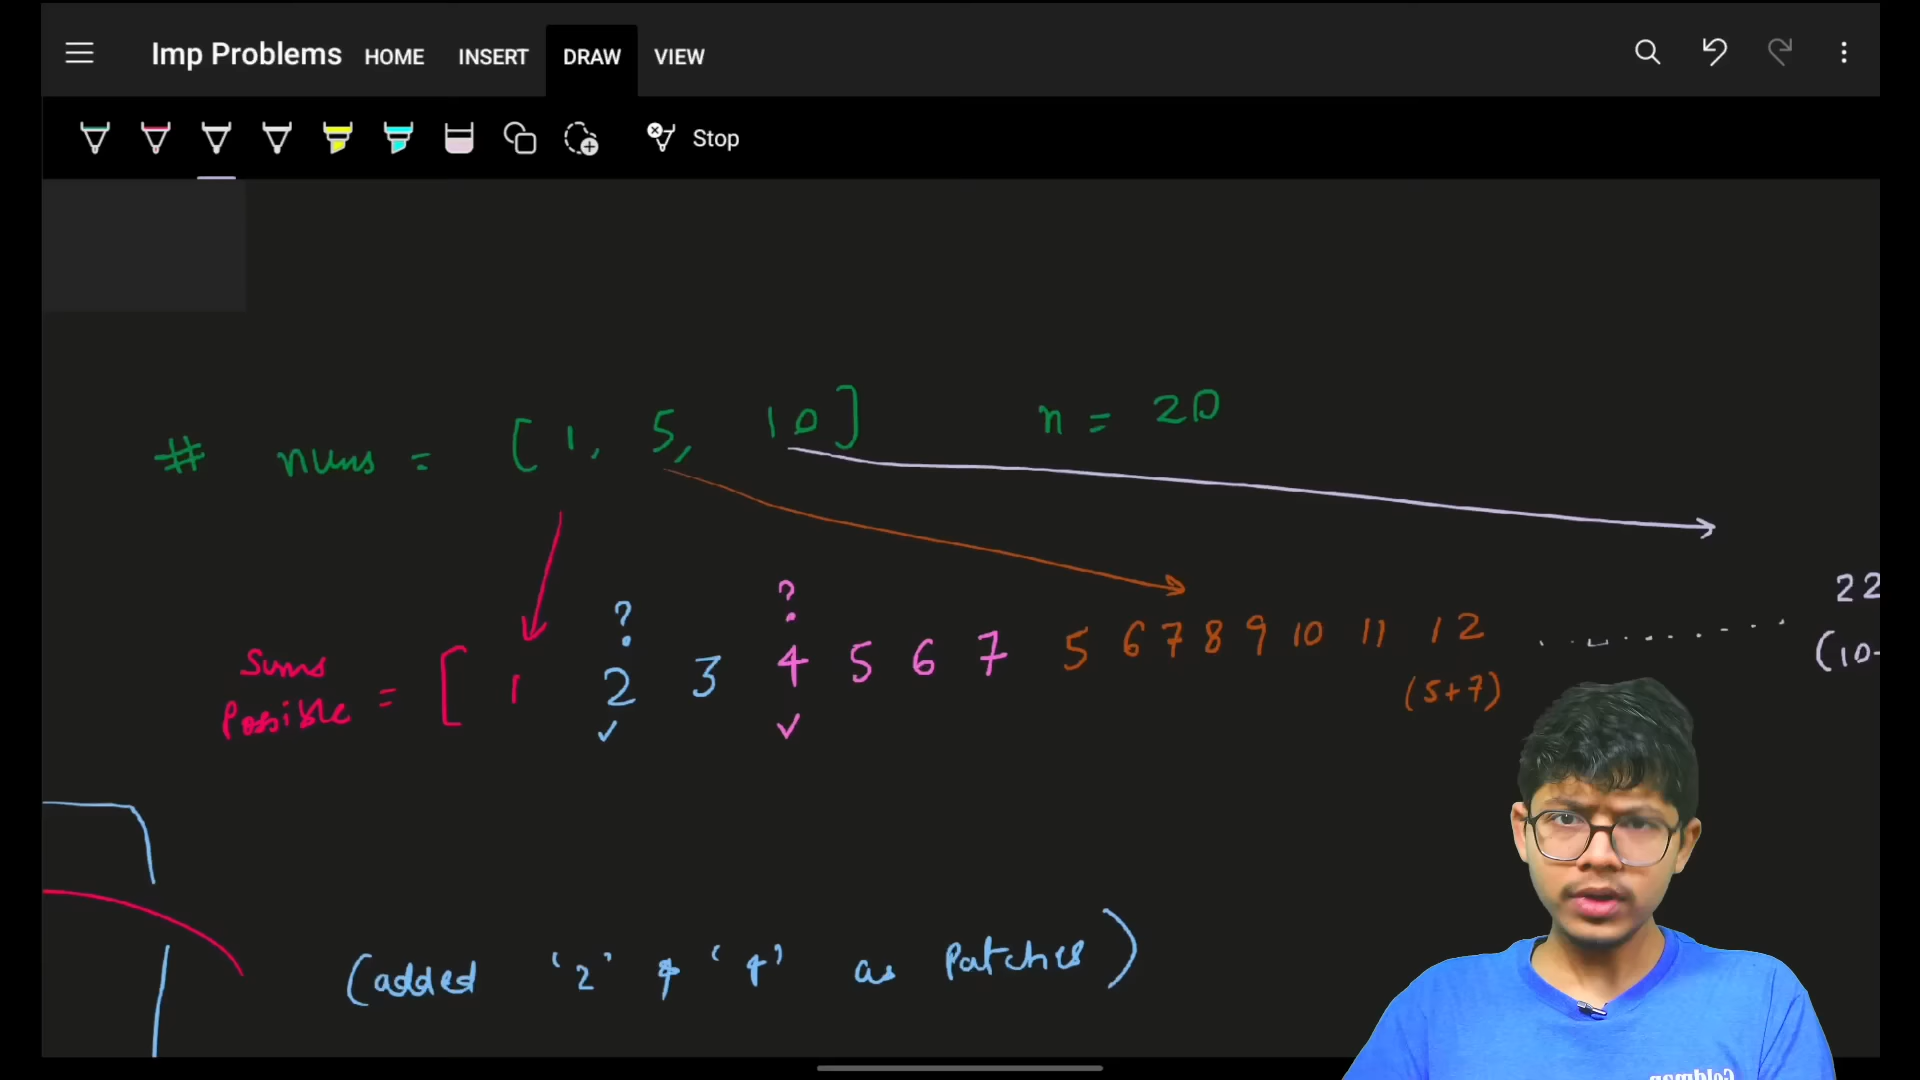 Imp Problems HOME INSERT DRAW VIEW
Stop
# nums = [1, 5, 10] n = 20
? ? 22
Sums Possible = [ 1 2 3 4 5 6 7 5 6 7 8 9 10 11 12 ........
✓ ✓ (5+7) (10-
(added '2' & '4' as Patches)